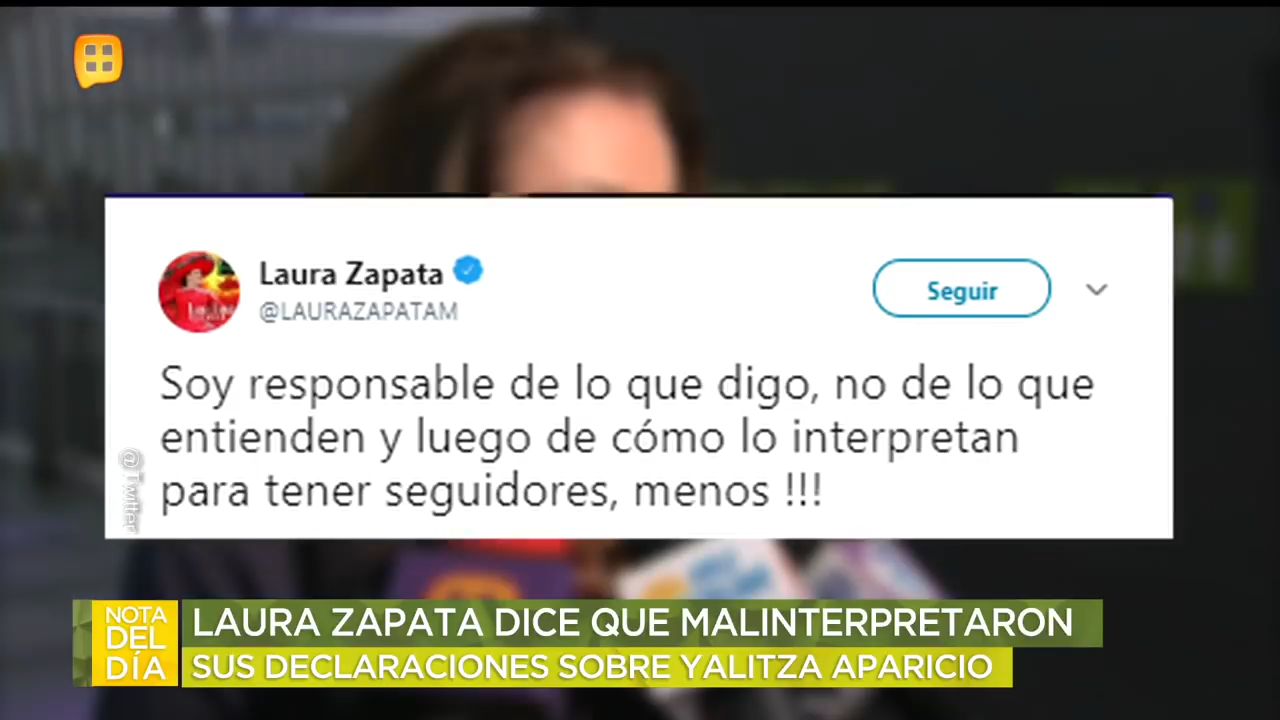 Laura Zapata
@LAURAZAPATAM
Seguir
Soy responsable de lo que digo, no de lo que
entienden y luego de cómo lo interpretan
para tener seguidores, menos !!!
@Twitter
NOTA
DEL
DÍA
LAURA ZAPATA DICE QUE MALINTERPRETARON
SUS DECLARACIONES SOBRE YALITZA APARICIO